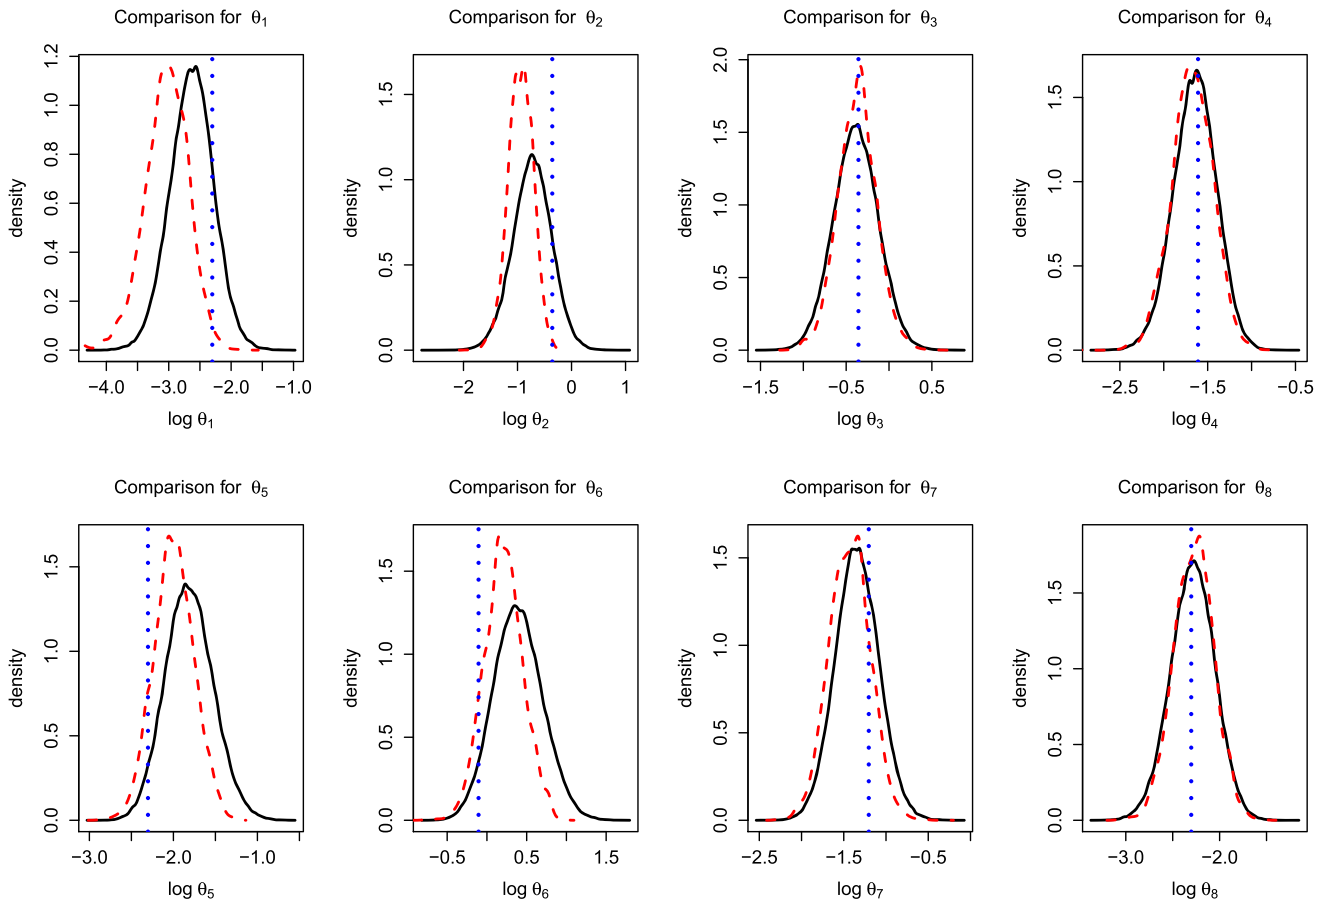 Comparison for θ1
Comparison for θ2
Comparison for θ3
Comparison for θ4
density
0.0 0.2 0.4 0.6 0.8 1.0 1.2
−4.0 −3.0 −2.0 −1.0
log θ1
density
0.0 0.5 1.0 1.5
−2 −1 0 1
log θ2
density
0.0 0.5 1.0 1.5 2.0
−1.5 −0.5 0.5
log θ3
density
0.0 0.5 1.0 1.5
−2.5 −1.5 −0.5
log θ4
Comparison for θ5
Comparison for θ6
Comparison for θ7
Comparison for θ8
density
0.0 0.5 1.0 1.5
−3.0 −2.0 −1.0
log θ5
density
0.0 0.5 1.0 1.5
−0.5 0.5 1.5
log θ6
density
0.0 0.5 1.0 1.5
−2.5 −1.5 −0.5
log θ7
density
0.0 0.5 1.0 1.5
−3.0 −2.0
log θ8